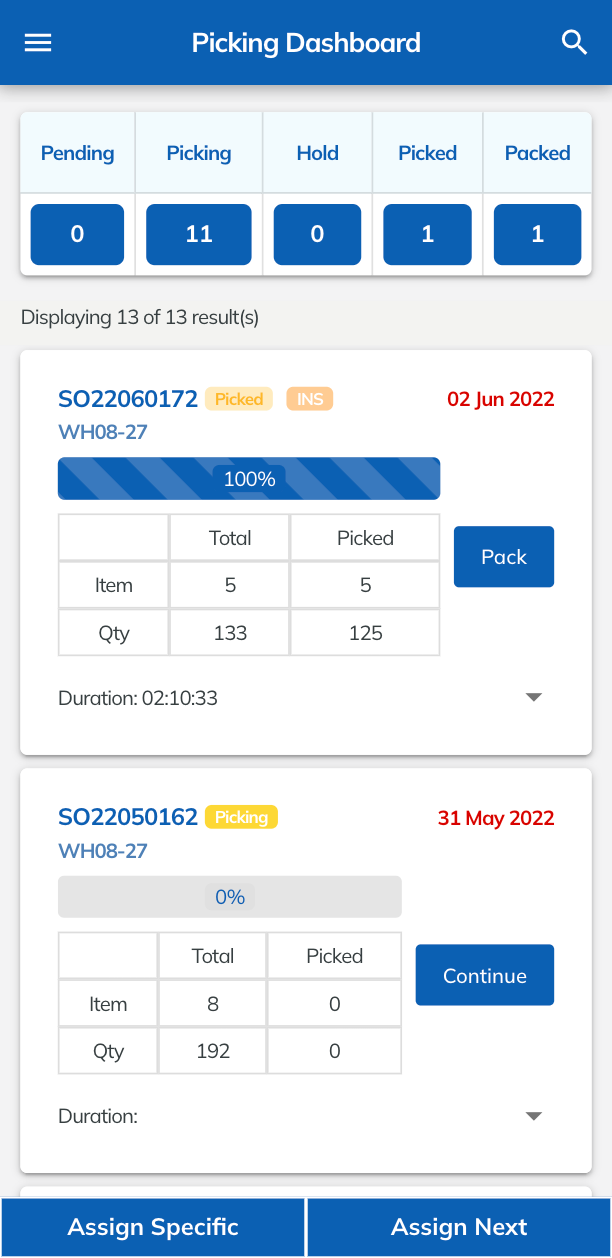 Picking Dashboard
Pending Picking Hold Picked Packed
0 11 0 1 1
Displaying 13 of 13 result(s)
SO22060172 Picked INS 02 Jun 2022
WH08-27
100%
Total Picked
Pack
Item 5 5
Qty 133 125
Duration: 02:10:33
SO22050162 Picking 31 May 2022
WH08-27
0%
Total Picked
Continue
Item 8 0
Qty 192 0
Duration:
Assign Specific Assign Next